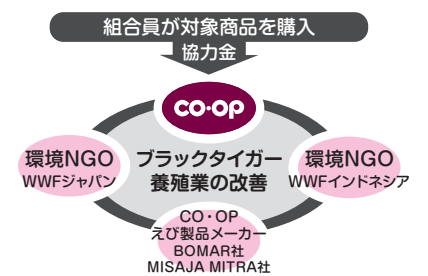 組合員が対象商品を購入
協力金
CO·OP
環境NGO
WWFジャパン
ブラックタイガー
養殖業の改善
環境NGO
WWFインドネシア
CO・OP
えび製品メーカー
BOMAR社
MISAJA MITRA社